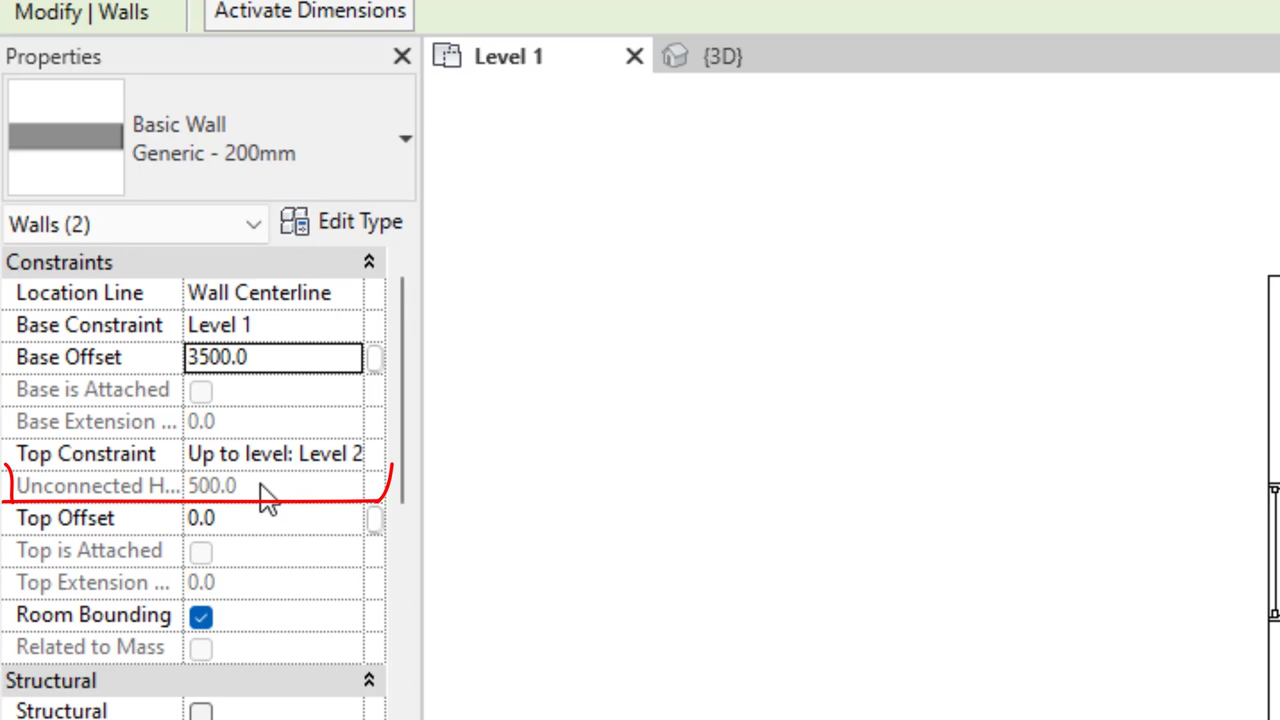 Modify | Walls
Activate Dimensions
Properties
Level 1
{3D}
Basic Wall
Generic - 200mm
Walls (2)
Edit Type
Constraints
Location Line Wall Centerline
Base Constraint Level 1
Base Offset 3500.0
Base is Attached
Base Extension ... 0.0
Top Constraint Up to level: Level 2
Unconnected H... 500.0
Top Offset 0.0
Top is Attached
Top Extension ... 0.0
Room Bounding
Related to Mass
Structural
Structural